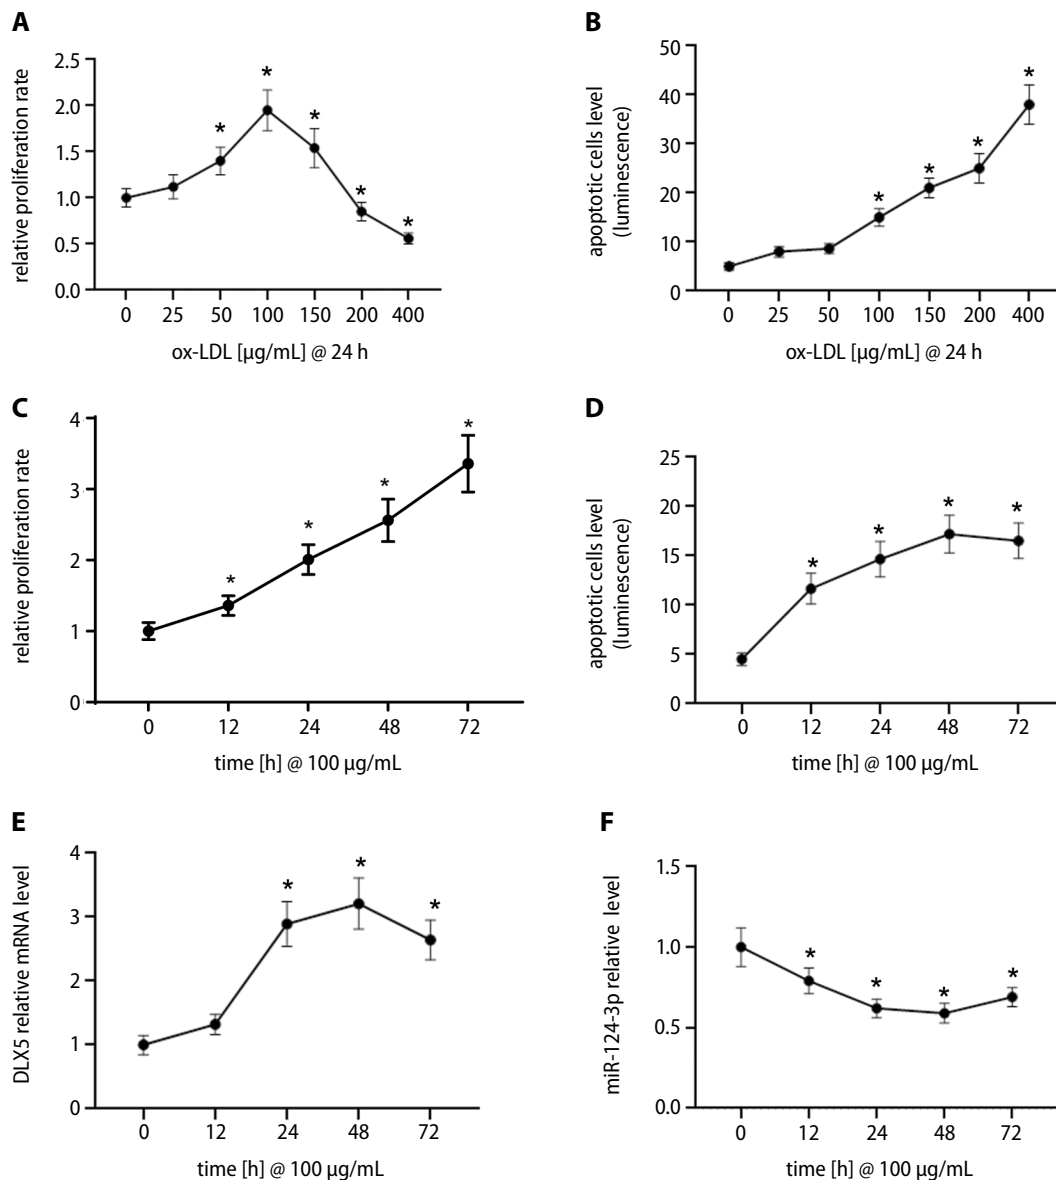 A
relative proliferation rate
2.5
2.0
1.5
1.0
0.5
0.0
* * * * *
0 25 50 100 150 200 400
ox-LDL [µg/mL] @ 24 h
B
apoptotic cells level
(luminescence)
50
40
30
20
10
0
* * * * 
0 25 50 100 150 200 400
ox-LDL [µg/mL] @ 24 h
C
relative proliferation rate
4
3
2
1
0
* * * *
0 12 24 48 72
time [h] @ 100 µg/mL
D
apoptotic cells level
(luminescence)
25
20
15
10
5
0
* * * *
0 12 24 48 72
time [h] @ 100 µg/mL
E
DLX5 relative mRNA level
4
3
2
1
0
* * *
0 12 24 48 72
time [h] @ 100 µg/mL
F
miR-124-3p relative level
1.5
1.0
0.5
0.0
* * * *
0 12 24 48 72
time [h] @ 100 µg/mL